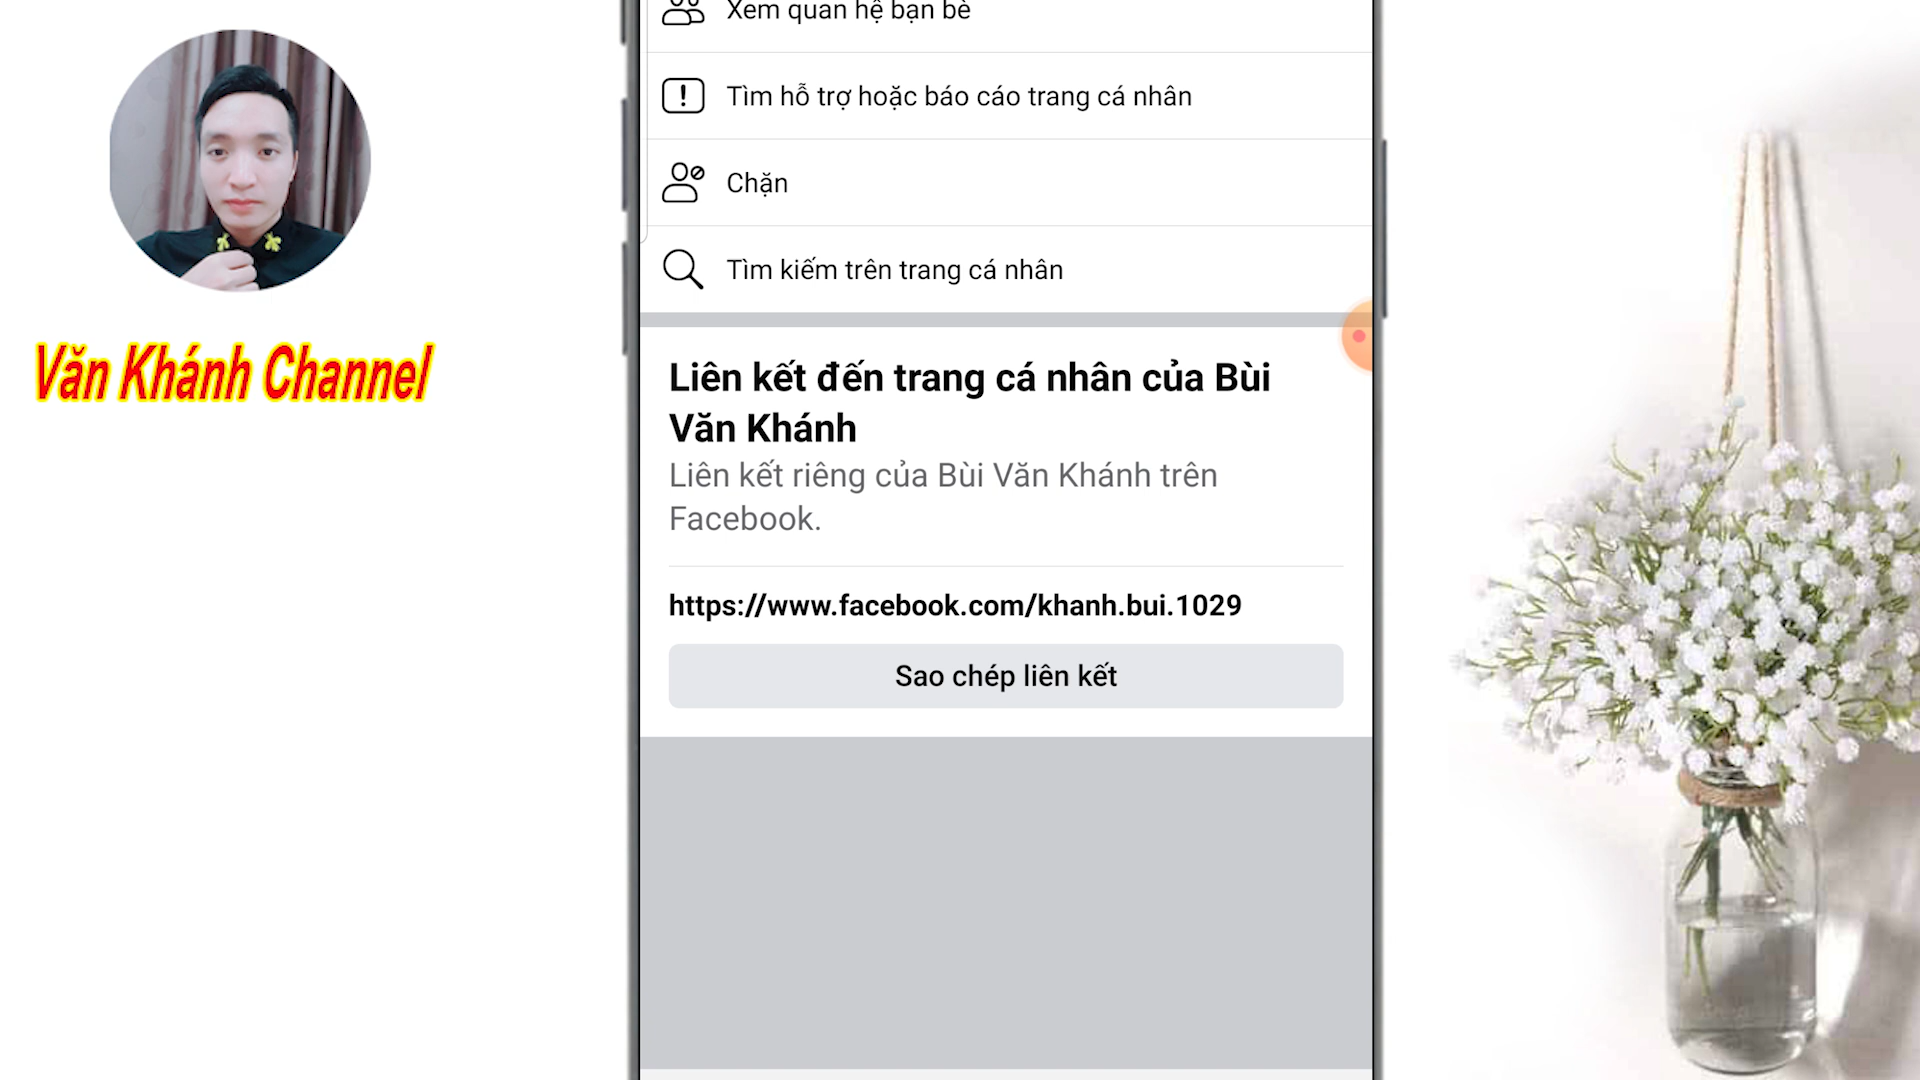 Văn Khánh Channel
Xem quan hệ bạn bè
Tìm hỗ trợ hoặc báo cáo trang cá nhân
Chặn
Tìm kiếm trên trang cá nhân
Liên kết đến trang cá nhân của Bùi
Văn Khánh
Liên kết riêng của Bùi Văn Khánh trên
Facebook.
https://www.facebook.com/khanh.bui.1029
Sao chép liên kết